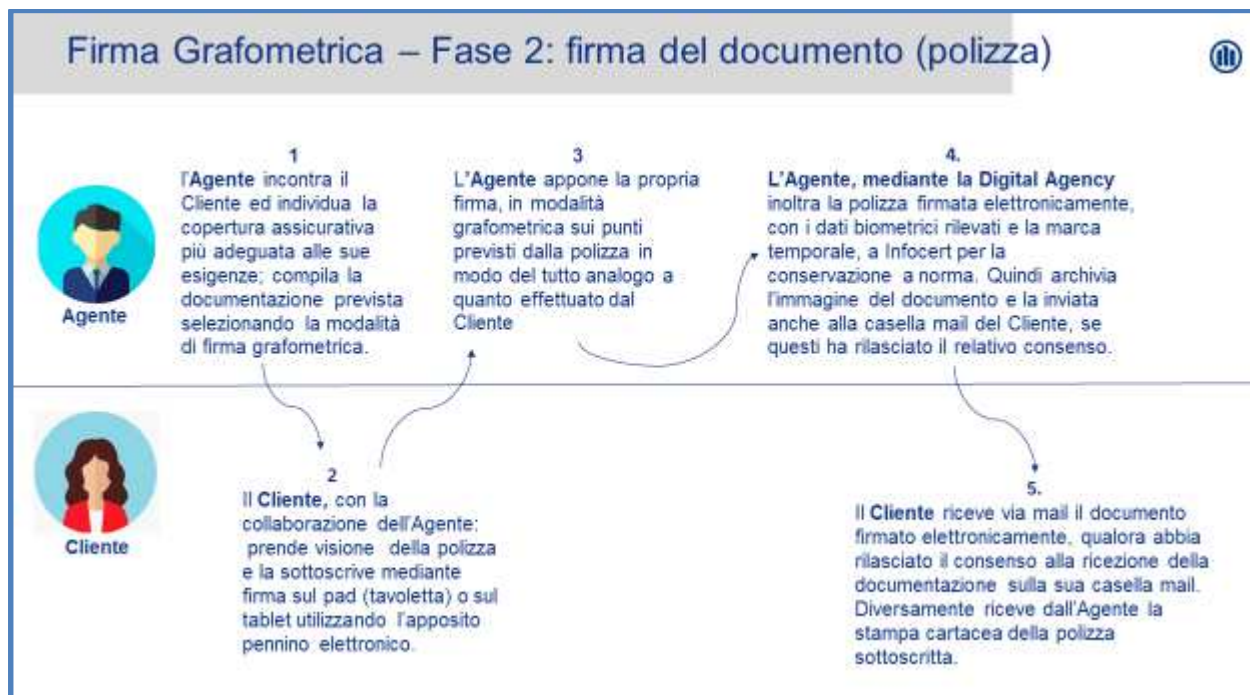 Firma Grafometrica – Fase 2: firma del documento (polizza)
1
l'Agente incontra il
Cliente ed individua la
copertura assicurativa
più adeguata alle sue
esigenze; compila la
documentazione prevista
selezionando la modalità
di firma grafometrica.
3
L'Agente appone la propria
firma, in modalità
grafometrica sui punti
previsti dalla polizza in
modo del tutto analogo a
quanto effettuato dal
Cliente
4.
L'Agente, mediante la Digital Agency
inoltra la polizza firmata elettronicamente,
con i dati biometrici rilevati e la marca
temporale, a Infocert per la
conservazione a norma. Quindi archivia
l'immagine del documento e la inviata
anche alla casella mail del Cliente, se
questi ha rilasciato il relativo consenso.
Agente
2
Il Cliente, con la
collaborazione dell'Agente:
prende visione della polizza
e la sottoscrive mediante
firma sul pad (tavoletta) o sul
tablet utilizzando l'apposito
pennino elettronico.
Cliente
5.
Il Cliente riceve via mail il documento
firmato elettronicamente, qualora abbia
rilasciato il consenso alla ricezione della
documentazione sulla sua casella mail.
Diversamente riceve dall'Agente la
stampa cartacea della polizza
sottoscritta.